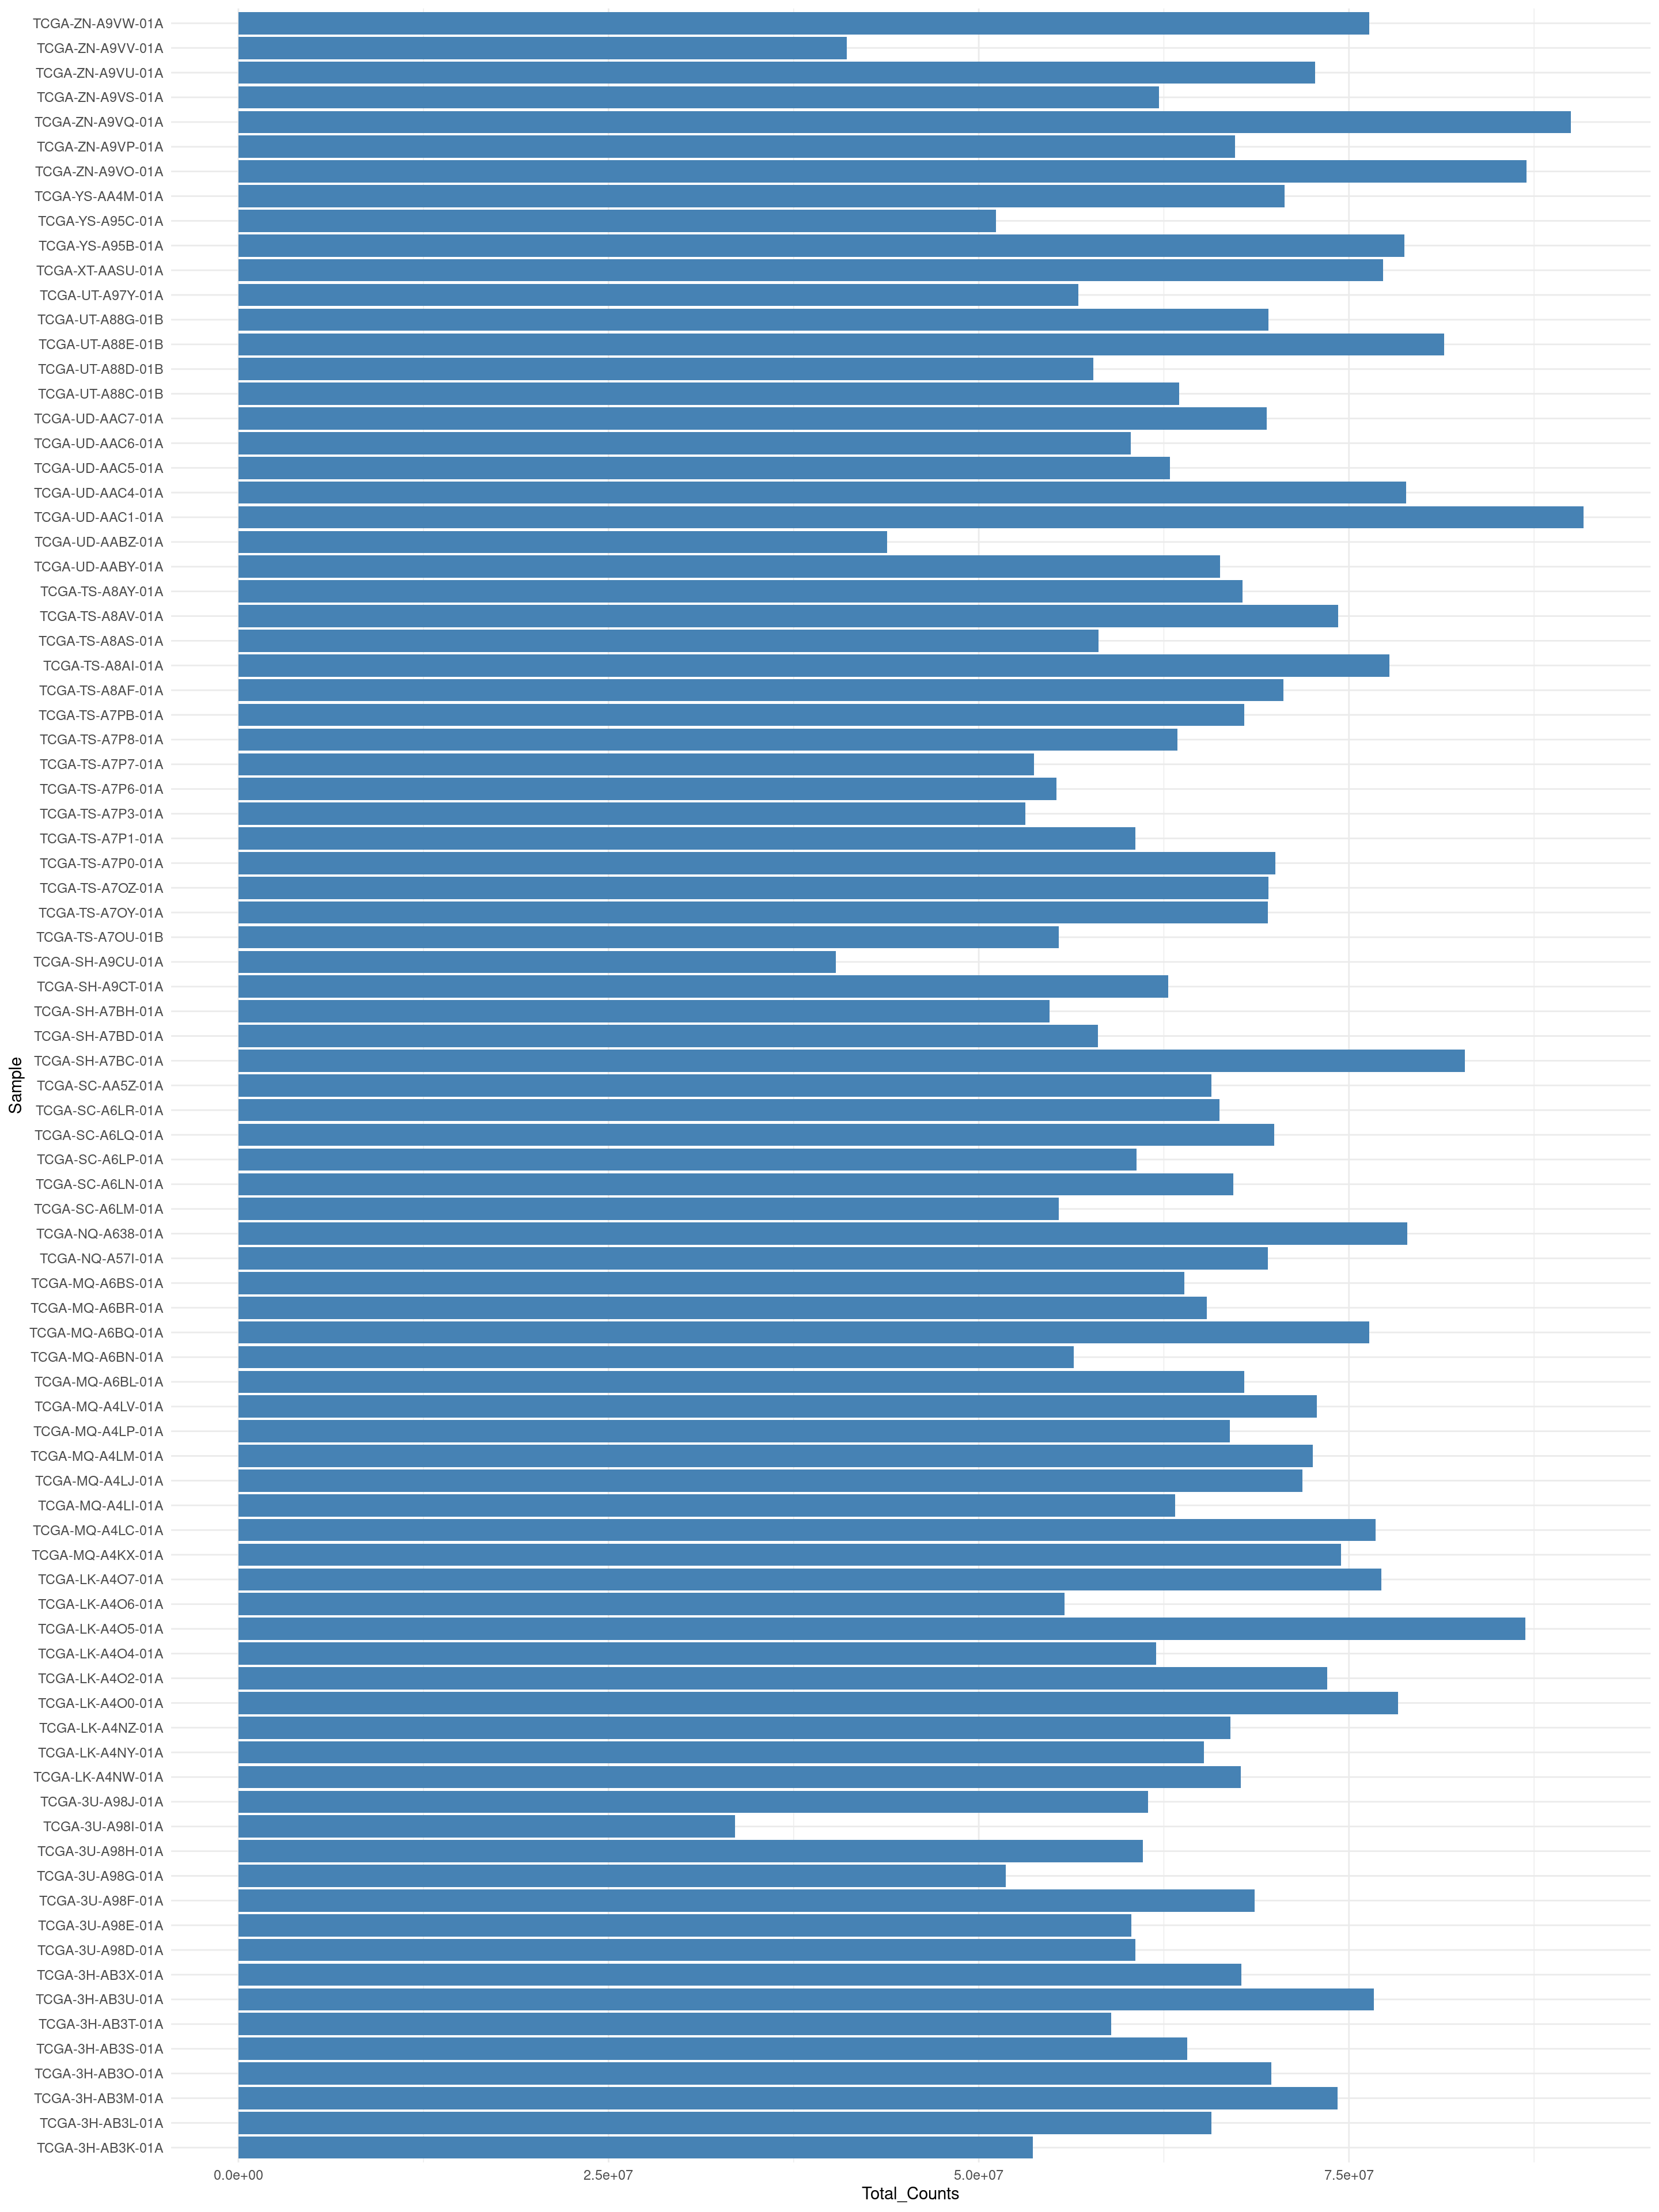 TCGA-ZN-A9VW-01A
TCGA-ZN-A9VV-01A
TCGA-ZN-A9VU-01A
TCGA-ZN-A9VS-01A
TCGA-ZN-A9VQ-01A
TCGA-ZN-A9VP-01A
TCGA-ZN-A9VO-01A
TCGA-YS-AA4M-01A
TCGA-YS-A95C-01A
TCGA-YS-A95B-01A
TCGA-XT-AASU-01A
TCGA-UT-A97Y-01A
TCGA-UT-A88G-01B
TCGA-UT-A88E-01B
TCGA-UT-A88D-01B
TCGA-UT-A88C-01B
TCGA-UD-AAC7-01A
TCGA-UD-AAC6-01A
TCGA-UD-AAC5-01A
TCGA-UD-AAC4-01A
TCGA-UD-AAC1-01A
TCGA-UD-AABZ-01A
TCGA-UD-AABY-01A
TCGA-TS-A8AY-01A
TCGA-TS-A8AV-01A
TCGA-TS-A8AS-01A
TCGA-TS-A8AI-01A
TCGA-TS-A8AF-01A
TCGA-TS-A7PB-01A
TCGA-TS-A7P8-01A
TCGA-TS-A7P7-01A
TCGA-TS-A7P6-01A
TCGA-TS-A7P3-01A
TCGA-TS-A7P1-01A
TCGA-TS-A7P0-01A
TCGA-TS-A7OZ-01A
TCGA-TS-A7OY-01A
TCGA-TS-A7OU-01B
TCGA-SH-A9CU-01A
TCGA-SH-A9CT-01A
TCGA-SH-A7BH-01A
TCGA-SH-A7BD-01A
TCGA-SH-A7BC-01A
TCGA-SC-AA5Z-01A
TCGA-SC-A6LR-01A
TCGA-SC-A6LQ-01A
TCGA-SC-A6LP-01A
TCGA-SC-A6LN-01A
TCGA-SC-A6LM-01A
TCGA-NQ-A638-01A
TCGA-NQ-A57I-01A
TCGA-MQ-A6BS-01A
TCGA-MQ-A6BR-01A
TCGA-MQ-A6BQ-01A
TCGA-MQ-A6BN-01A
TCGA-MQ-A6BL-01A
TCGA-MQ-A4LV-01A
TCGA-MQ-A4LP-01A
TCGA-MQ-A4LM-01A
TCGA-MQ-A4LJ-01A
TCGA-MQ-A4LI-01A
TCGA-MQ-A4LC-01A
TCGA-MQ-A4KX-01A
TCGA-LK-A4O7-01A
TCGA-LK-A4O6-01A
TCGA-LK-A4O5-01A
TCGA-LK-A4O4-01A
TCGA-LK-A4O2-01A
TCGA-LK-A4O0-01A
TCGA-LK-A4NZ-01A
TCGA-LK-A4NY-01A
TCGA-LK-A4NW-01A
TCGA-3U-A98J-01A
TCGA-3U-A98I-01A
TCGA-3U-A98H-01A
TCGA-3U-A98G-01A
TCGA-3U-A98F-01A
TCGA-3U-A98E-01A
TCGA-3U-A98D-01A
TCGA-3H-AB3X-01A
TCGA-3H-AB3U-01A
TCGA-3H-AB3T-01A
TCGA-3H-AB3S-01A
TCGA-3H-AB3O-01A
TCGA-3H-AB3M-01A
TCGA-3H-AB3L-01A
TCGA-3H-AB3K-01A
Sample
0.0e+00 2.5e+07 5.0e+07 7.5e+07
Total_Counts